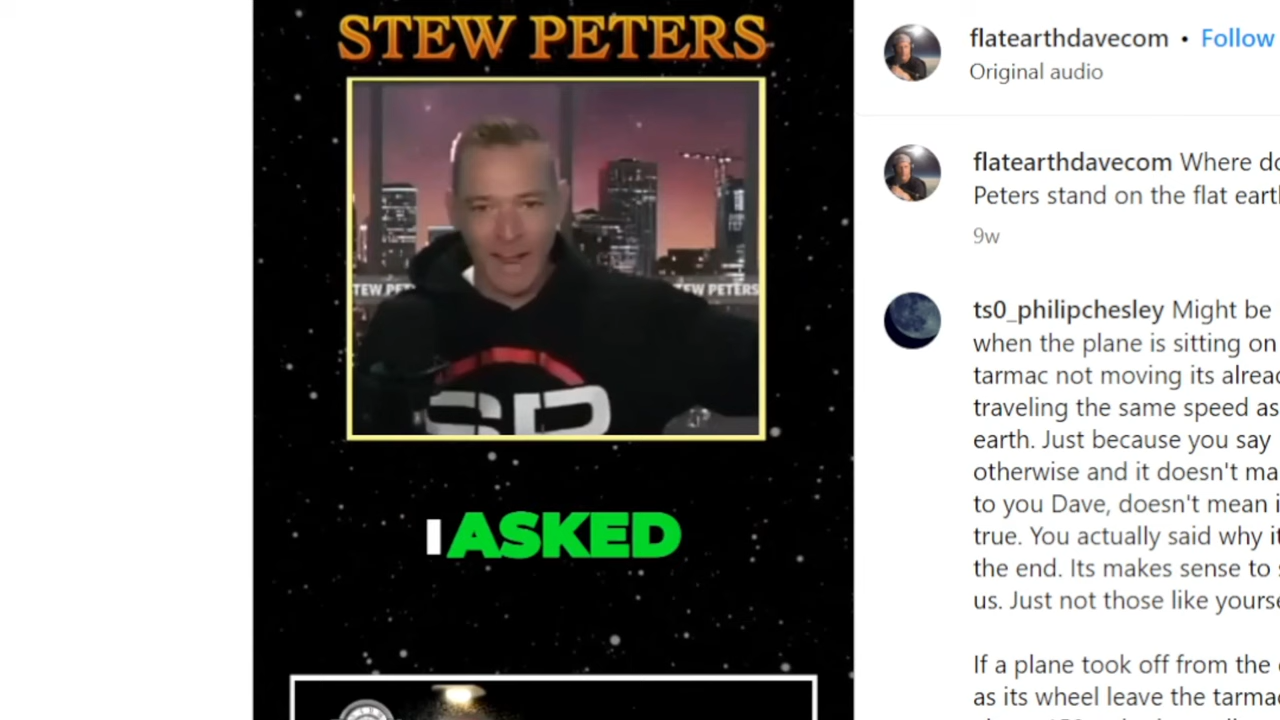 STEW PETERS
TEW PETERS
TEW PETERS
SP
I ASKED
flatearthdavecom • Follow
Original audio
flatearthdavecom Where do
Peters stand on the flat eart
9w
ts0_philipchesley Might be
when the plane is sitting on
tarmac not moving its alread
traveling the same speed as
earth. Just because you say
otherwise and it doesn't ma
to you Dave, doesn't mean i
true. You actually said why it
the end. Its makes sense to s
us. Just not those like yourse
If a plane took off from the
as its wheel leave the tarmac